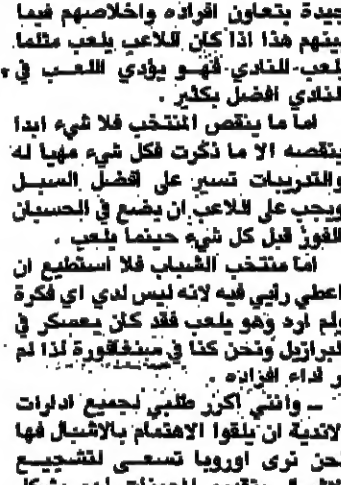 جيدة بتعاون افراده واخلاصهم فيما
بينهم هذا اذا كان اللاعب يلعب مثلما
يلعب للنادي فهو يؤدي اللعب في
النادي افضل بكثير .
اما ما ينقص المنتخب فلا شيء ابدا
ينقصه الا ما ذكرت فكل شيء مهيأ له
والتدريبات تسير على افضل السبل
ويجب على اللاعب ان يضع في الحسبان
الفوز قبل كل شيء حينما يلعب .
اما منتخب الشباب فلا استطيع ان
اعطي رايي فيه لانه ليس لدي اي فكرة
ولم ارد وهو يلعب فقد كان يعسكر في
البرازيل ونحن كنا في سنغافورة لذا لم
ر اداء افراده .
ــ وانني اكرر طلبي لجميع ادارات
الاندية ان يلقوا الاهتمام بالاشبال فها
نحن نرى اوروبا تسعى لتشجيع